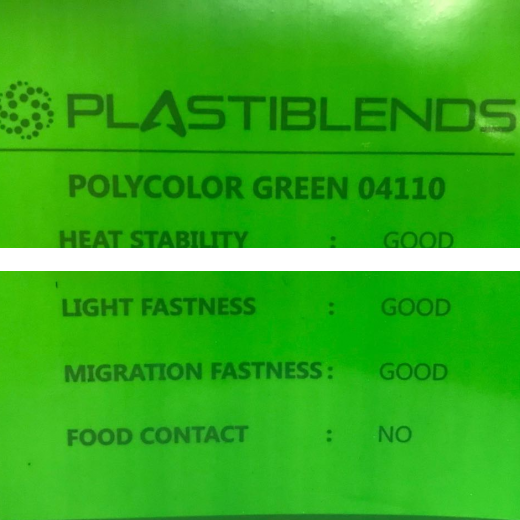 PLASTIBLENDS
POLYCOLOR GREEN 04110
HEAT STABILITY : GOOD
LIGHT FASTNESS : GOOD
MIGRATION FASTNESS : GOOD
FOOD CONTACT : NO